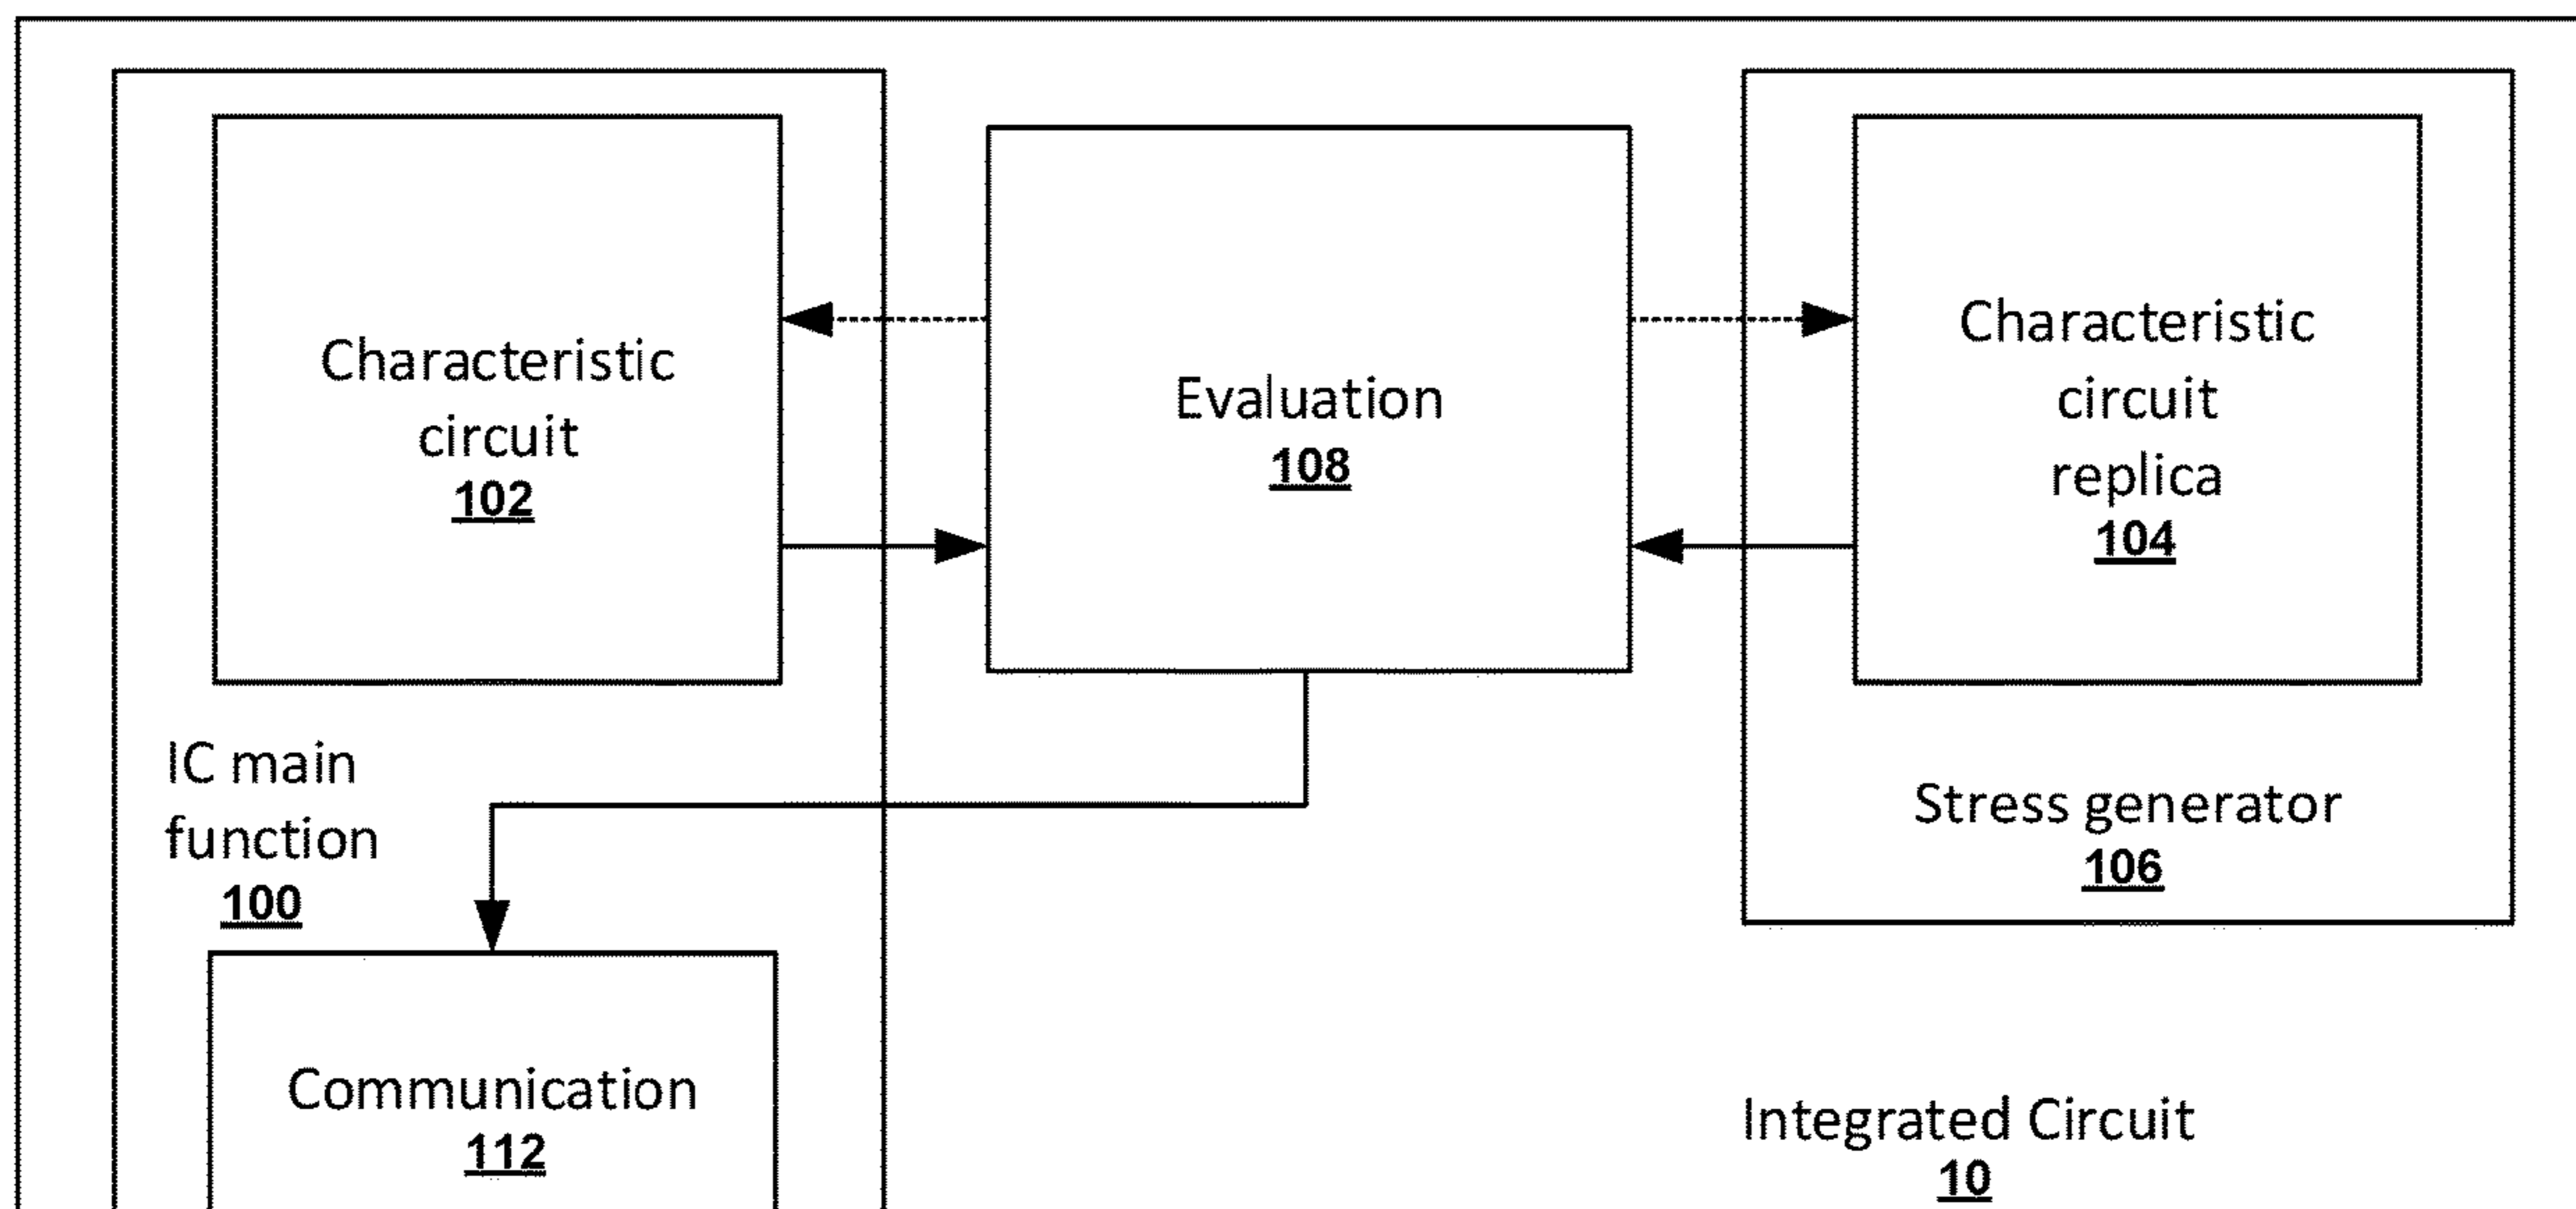 Characteristic
circuit
102
Evaluation
108
Characteristic
circuit
replica
104
IC main
function
100
Stress generator
106
Communication
112
Integrated Circuit
10